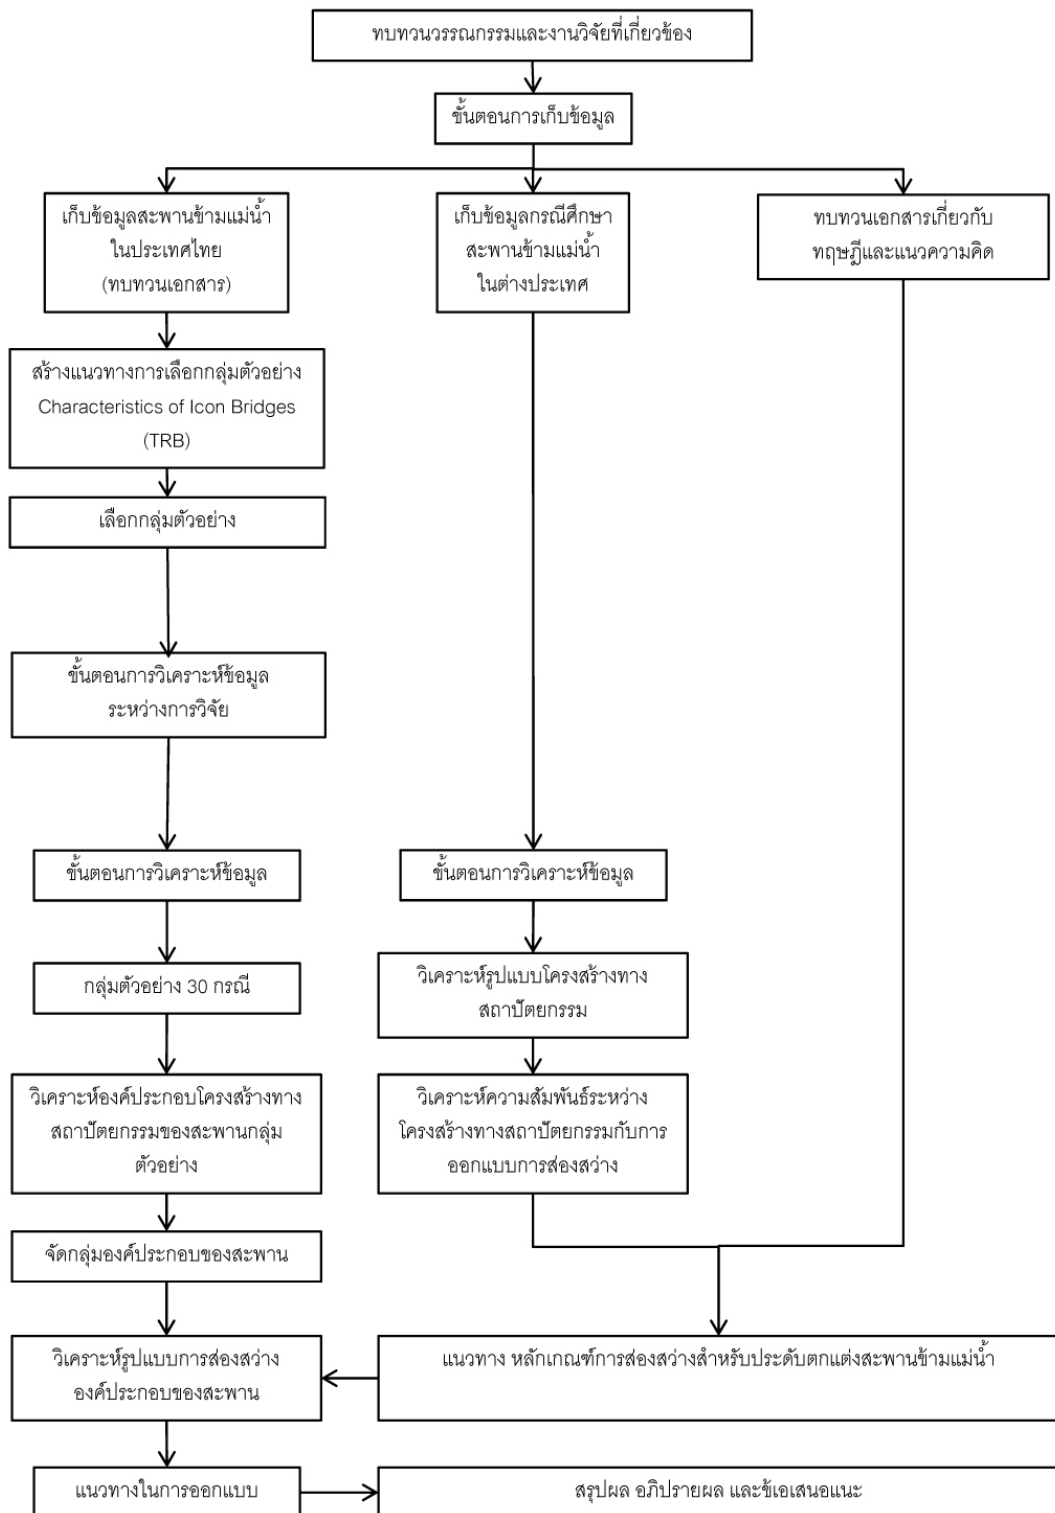 ทบทวนวรรณกรรมและงานวิจัยที่เกี่ยวข้อง
ขั้นตอนการเก็บข้อมูล
เก็บข้อมูลสะพานข้ามแม่น้ำ
ในประเทศไทย
(ทบทวนเอกสาร)
เก็บข้อมูลกรณีศึกษา
สะพานข้ามแม่น้ำ
ในต่างประเทศ
ทบทวนเอกสารเกี่ยวกับ
ทฤษฎีและแนวความคิด
สร้างแนวทางการเลือกกลุ่มตัวอย่าง
Characteristics of Icon Bridges
(TRB)
เลือกกลุ่มตัวอย่าง
ขั้นตอนการวิเคราะห์ข้อมูล
ระหว่างการวิจัย
ขั้นตอนการวิเคราะห์ข้อมูล
ขั้นตอนการวิเคราะห์ข้อมูล
กลุ่มตัวอย่าง 30 กรณี
วิเคราะห์รูปแบบโครงสร้างทาง
สถาปัตยกรรม
วิเคราะห์องค์ประกอบโครงสร้างทาง
สถาปัตยกรรมของสะพานกลุ่ม
ตัวอย่าง
วิเคราะห์ความสัมพันธ์ระหว่าง
โครงสร้างทางสถาปัตยกรรมกับการ
ออกแบบการส่องสว่าง
จัดกลุ่มองค์ประกอบของสะพาน
วิเคราะห์รูปแบบการส่องสว่าง
องค์ประกอบของสะพาน
แนวทาง หลักเกณฑ์การส่องสว่างสำหรับประดับตกแต่งสะพานข้ามแม่น้ำ
แนวทางในการออกแบบ
สรุปผล อภิปรายผล และข้เอเสนอแนะ